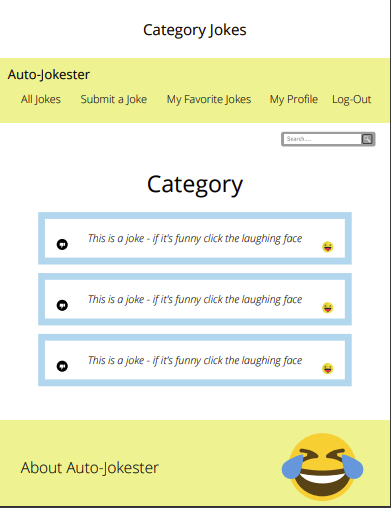 Category Jokes
Auto-Jokester
All Jokes Submit a Joke My Favorite Jokes My Profile Log-Out
Search....
Category
This is a joke - if it's funny click the laughing face
This is a joke - if it's funny click the laughing face
This is a joke - if it's funny click the laughing face
About Auto-Jokester